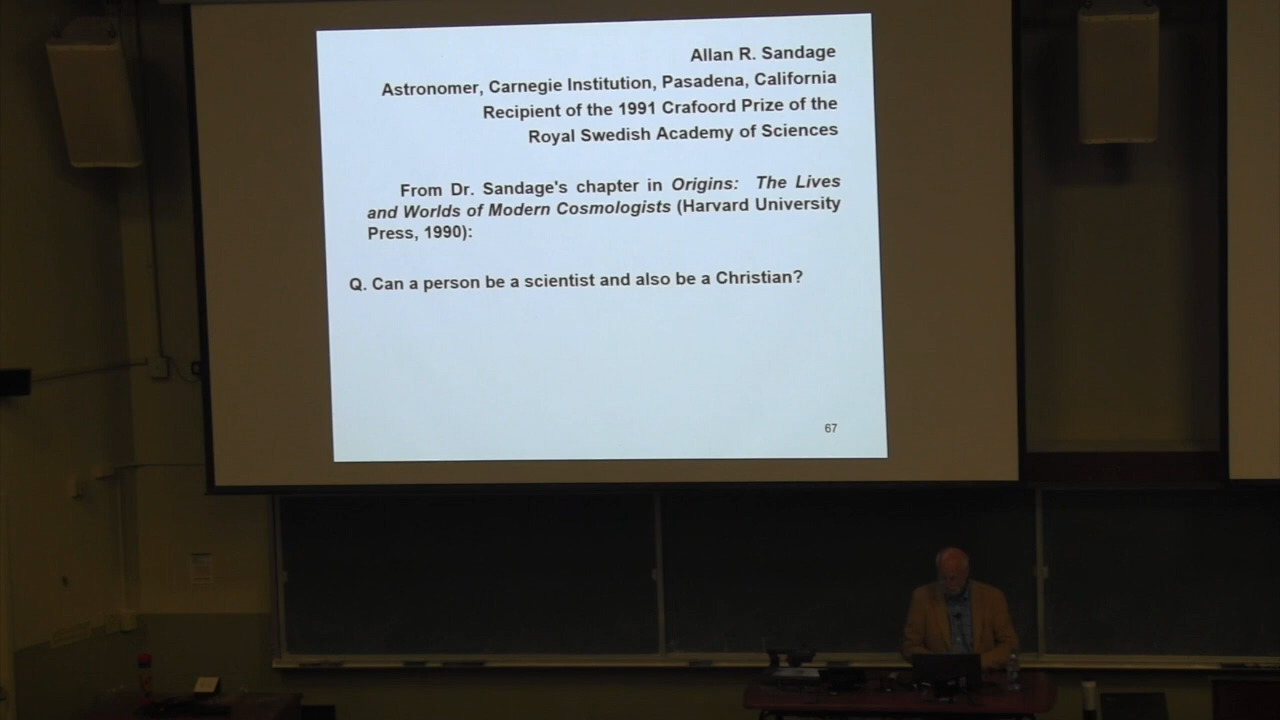 Allan R. Sandage
Astronomer, Carnegie Institution, Pasadena, California
Recipient of the 1991 Crafoord Prize of the
Royal Swedish Academy of Sciences
From Dr. Sandage's chapter in Origins: The Lives
and Worlds of Modern Cosmologists (Harvard University
Press, 1990):
Q. Can a person be a scientist and also be a Christian?
67